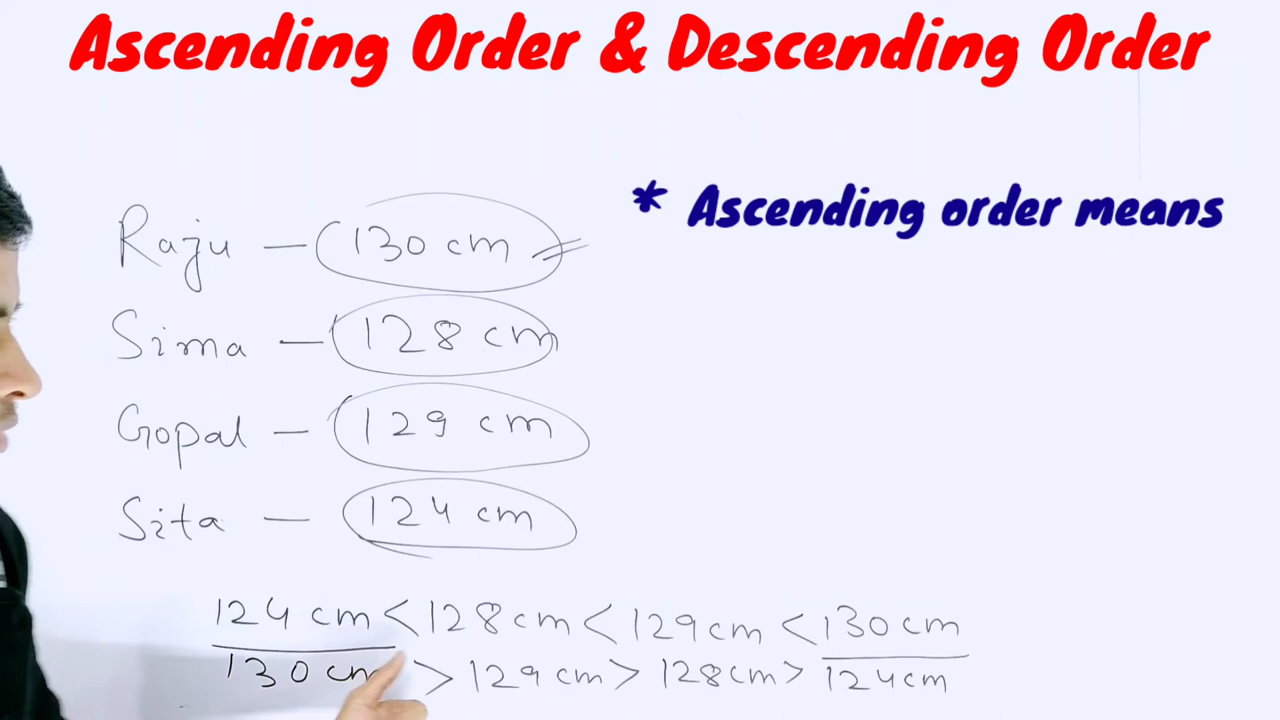 Ascending Order & Descending Order
* Ascending order means
Raju — 130 cm
Sima — 128 cm
Gopal — 129 cm
Sita — 124 cm
124 cm < 128 cm < 129 cm < 130 cm
130 cm > 129 cm > 128 cm > 124 cm